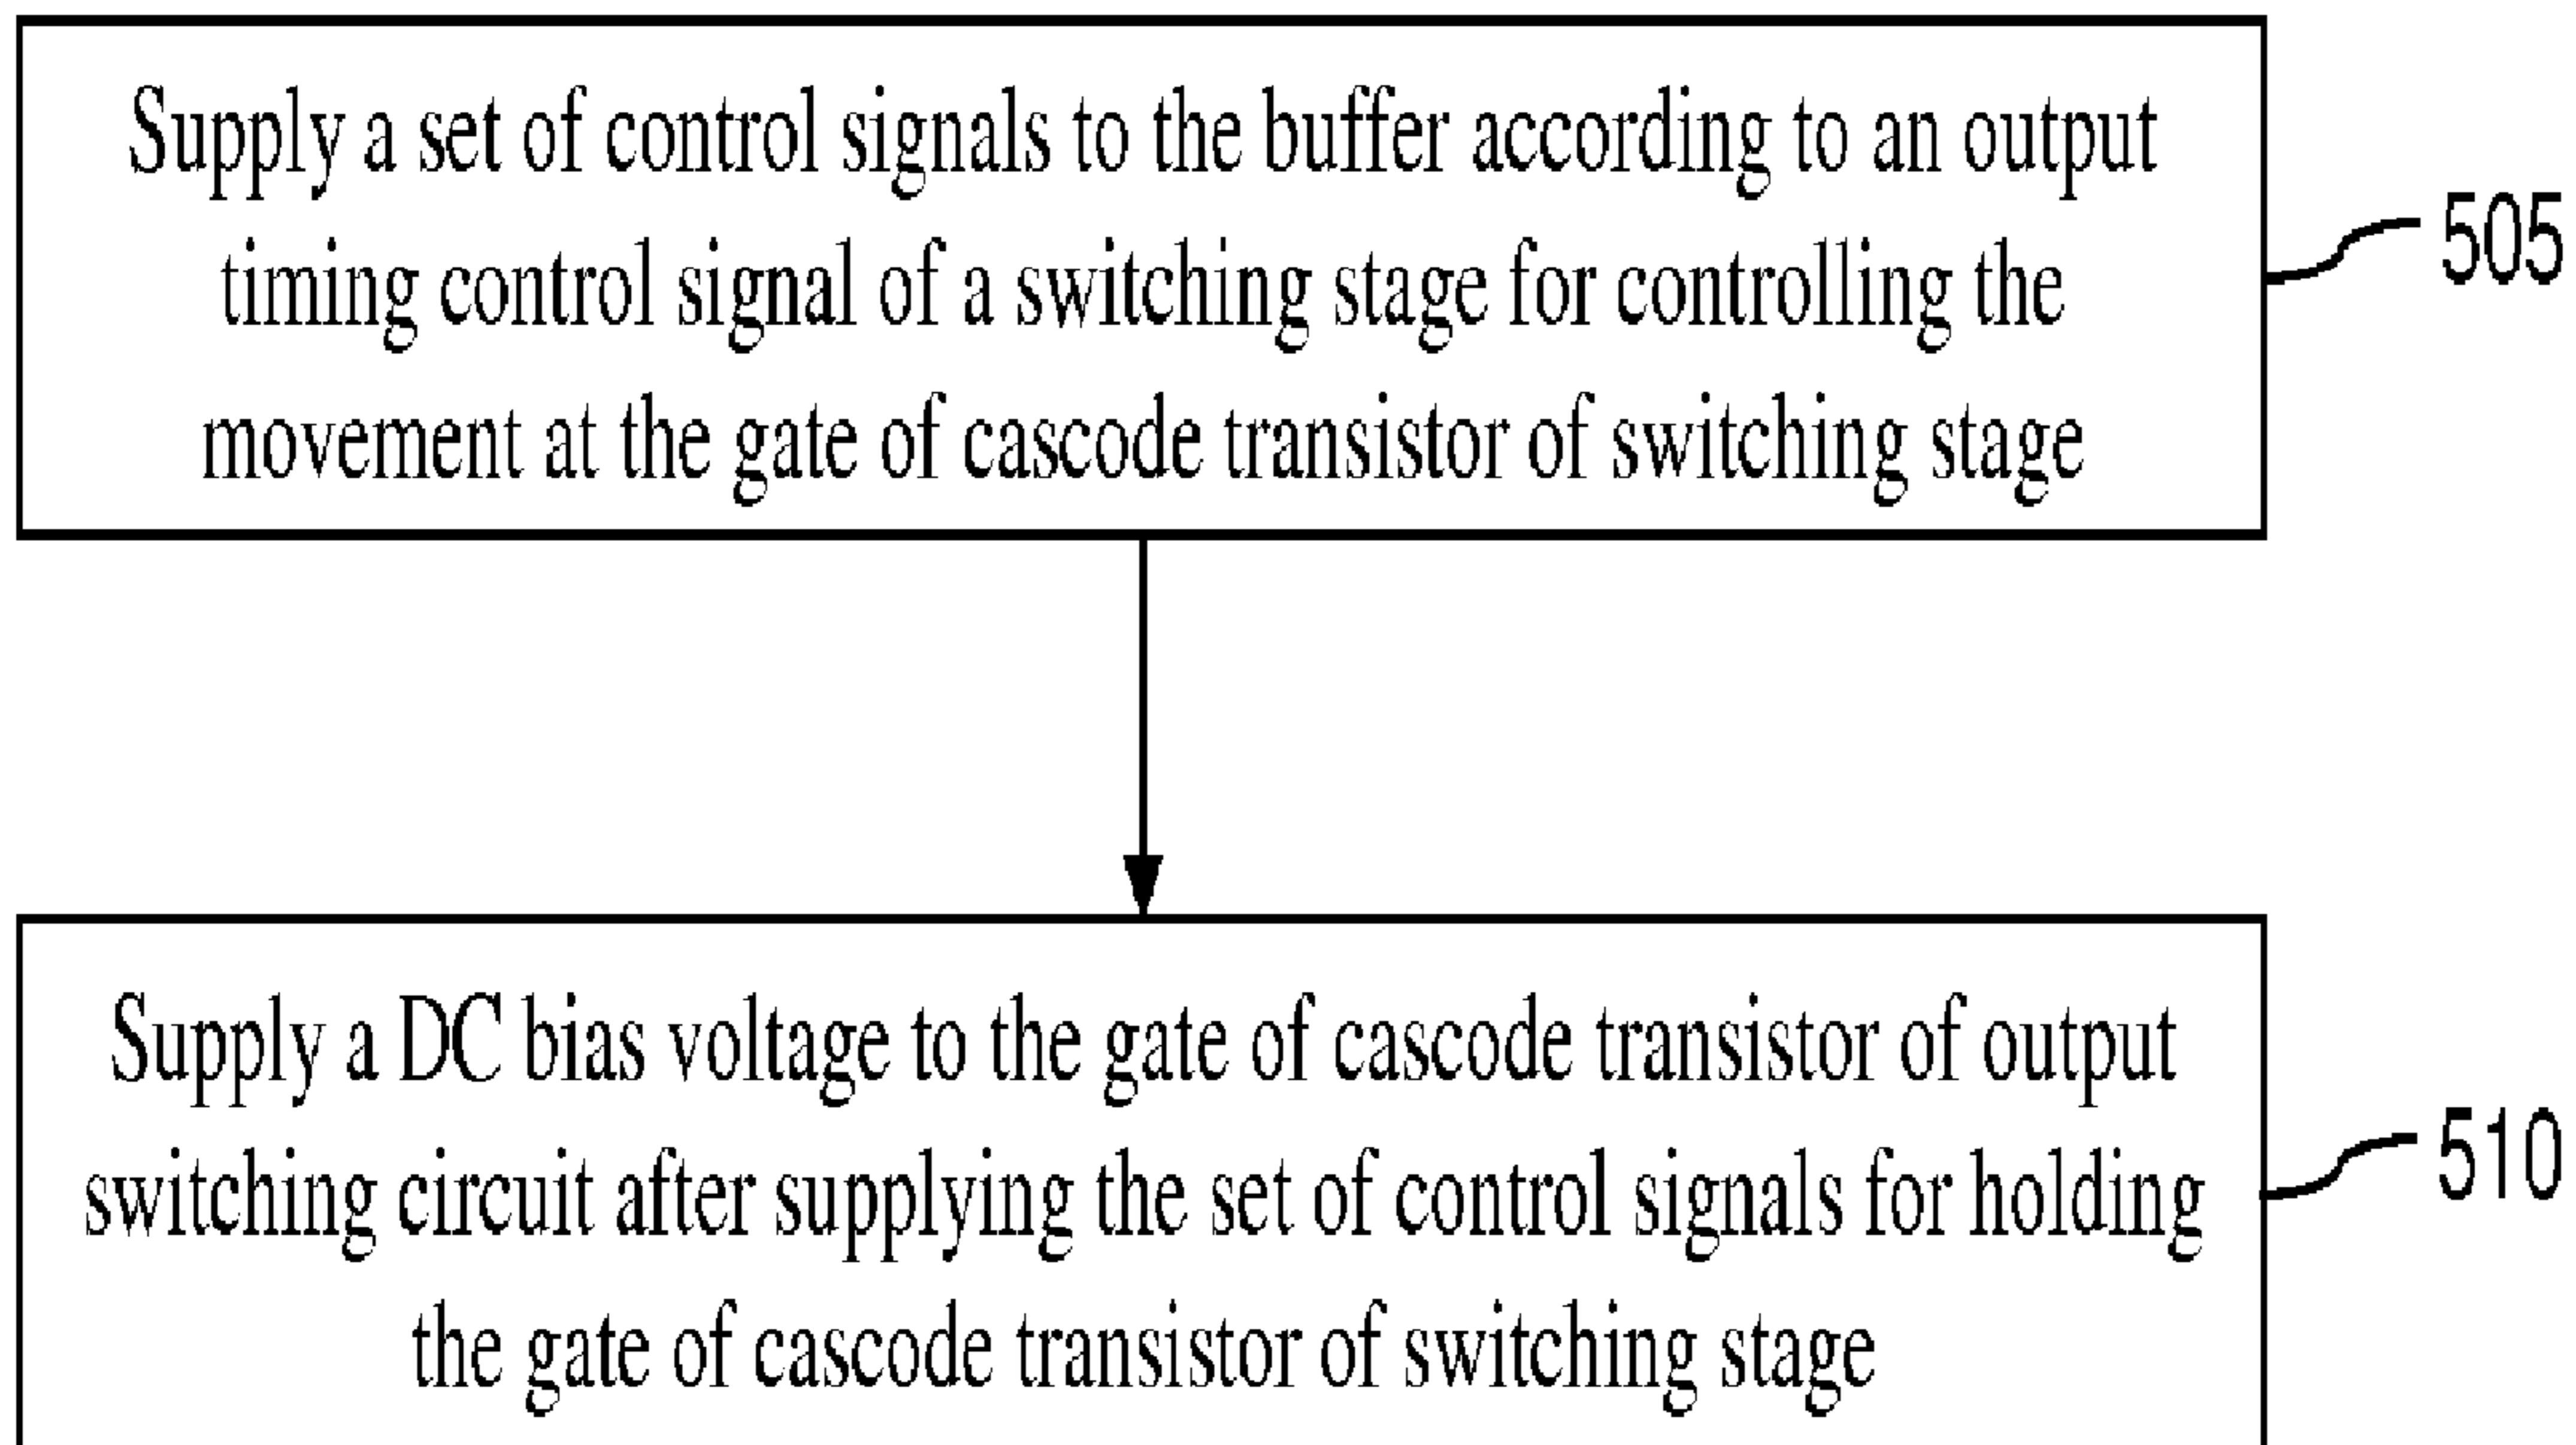 Supply a set of control signals to the buffer according to an output
timing control signal of a switching stage for controlling the
movement at the gate of cascode transistor of switching stage
505
Supply a DC bias voltage to the gate of cascode transistor of output
switching circuit after supplying the set of control signals for holding
the gate of cascode transistor of switching stage
510